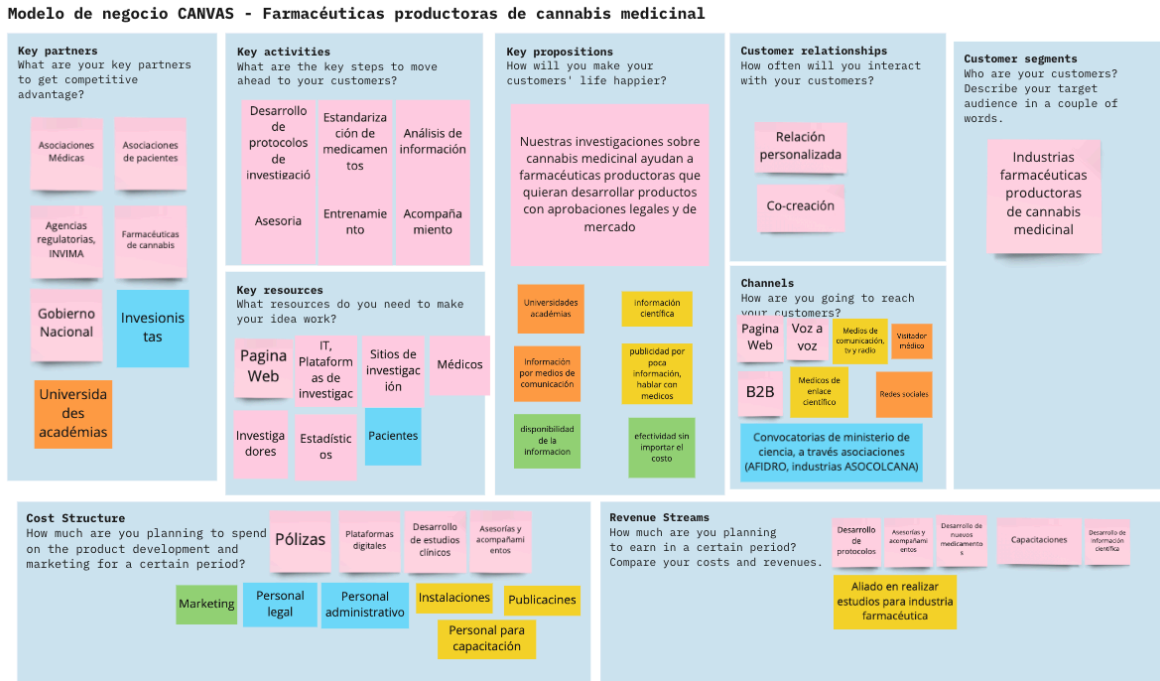 Modelo de negocio CANVAS - Farmacéuticas productoras de cannabis medicinal
Key partners
What are your key partners
to get competitive
advantage?
Asociaciones
Médicas
Asociaciones
de pacientes
Agencias
regulatorias,
INVIMA
Farmacéuticas
de cannabis
Gobierno
Nacional
Invesionis
tas
Universida
des
académias
Key activities
What are the key steps to move
ahead to your customers?
Desarrollo
de
protocolos
de
investigació
Estandariza
ción de
medicamen
tos
Análisis de
información
Asesoria
Entrenamie
nto
Acompaña
miento
Key resources
What resources do you need to make
your idea work?
Pagina
Web
IT,
Plataform
as de
investigac
Sitios de
investigac
ión
Médicos
Investiga
dores
Estadístic
os
Pacientes
Key propositions
How will you make your
customers' life happier?
Nuestras investigaciones sobre
cannabis medicinal ayudan a
farmacéuticas productoras que
quieran desarrollar productos
con aprobaciones legales y de
mercado
Universidades
académias
información
científica
Información
por medios de
comunicación
publicidad por
poca
información,
hablar con
medicos
disponibilidad
de la
informacion
efectividad sin
importar el
costo
Customer relationships
How often will you interact
with your customers?
Relación
personalizada
Co-creación
Channels
How are you going to reach
your customers?
Pagina
Web
Voz a
voz
Medios de
comunicación,
tv y radio
Visitador
médico
B2B
Medicos de
enlace
científico
Redes sociales
Convocatorias de ministerio de
ciencia, a través asociaciones
(AFIDRO, industrias ASOCOLCANA)
Customer segments
Who are your customers?
Describe your target
audience in a couple of
words.
Industrias
farmacéuticas
productoras
de cannabis
medicinal
Cost Structure
How much are you planning to spend
on the product development and
marketing for a certain period?
Pólizas
Plataformas
digitales
Desarrollo
de estudios
clínicos
Asesorías y
acompañami
entos
Marketing
Personal
legal
Personal
administrativo
Instalaciones
Publicacines
Personal para
capacitación
Revenue Streams
How much are you planning
to earn in a certain period?
Compare your costs and revenues.
Desarrollo
de
protocolos
Asesorías y
acompañami
entos
Desarrollo de
nuevos
medicamento
s
Capacitaciones
Desarrollo de
información
científica
Aliado en realizar
estudios para industria
farmacéutica